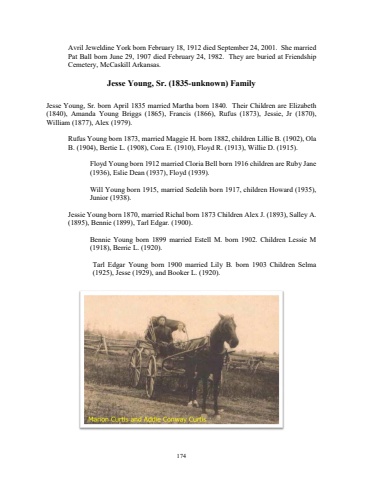 Avril Jeweldine York born February 18, 1912 died September 24, 2001.  She married
Pat Ball born June 29, 1907 died February 24, 1982.  They are buried at Friendship
Cemetery, McCaskill Arkansas.
Jesse Young, Sr. (1835-unknown) Family
Jesse Young, Sr. born April 1835 married Martha born 1840.  Their Children are Elizabeth
(1840), Amanda Young Briggs (1865), Francis (1866), Rufus (1873), Jessie, Jr (1870),
William (1877), Alex (1879).
Rufus Young born 1873, married Maggie H. born 1882, children Lillie B. (1902), Ola
B. (1904), Bertie L. (1908), Cora E. (1910), Floyd R. (1913), Willie D. (1915).
Floyd Young born 1912 married Cloria Bell born 1916 children are Ruby Jane
(1936), Eslie Dean (1937), Floyd (1939).
Will Young born 1915, married Sedelih born 1917, children Howard (1935),
Junior (1938).
Jessie Young born 1870, married Richal born 1873 Children Alex J. (1893), Salley A.
(1895), Bennie (1899), Tarl Edgar. (1900).
Bennie Young born 1899 married Estell M. born 1902. Children Lessie M
(1918), Berrie L. (1920).
Tarl Edgar Young born 1900 married Lily B. born 1903 Children Selma
(1925), Jesse (1929), and Booker L. (1920).
Marion Curtis and Addie Conway Curtis
174